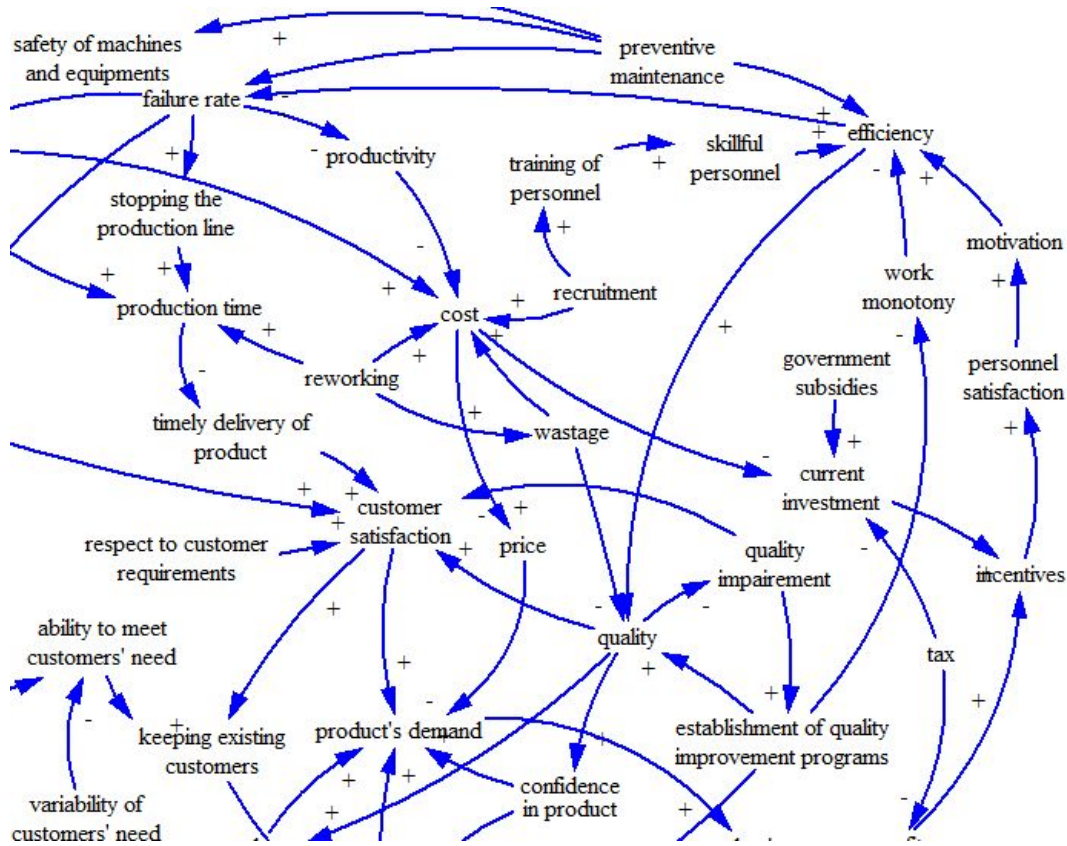 safety of machines
and equipments
preventive
maintenance
failure rate
efficiency
productivity
training of
personnel
skillful
personnel
stopping the
production line
motivation
work
monotony
recruitment
production time
cost
government
subsidies
personnel
satisfaction
reworking
timely delivery of
product
wastage
current
investment
customer
satisfaction
price
respect to customer
requirements
quality
impairement
incentives
ability to meet
customers' need
quality
tax
keeping existing
customers
product's demand
establishment of quality
improvement programs
confidence
in product
variability of
customers' need